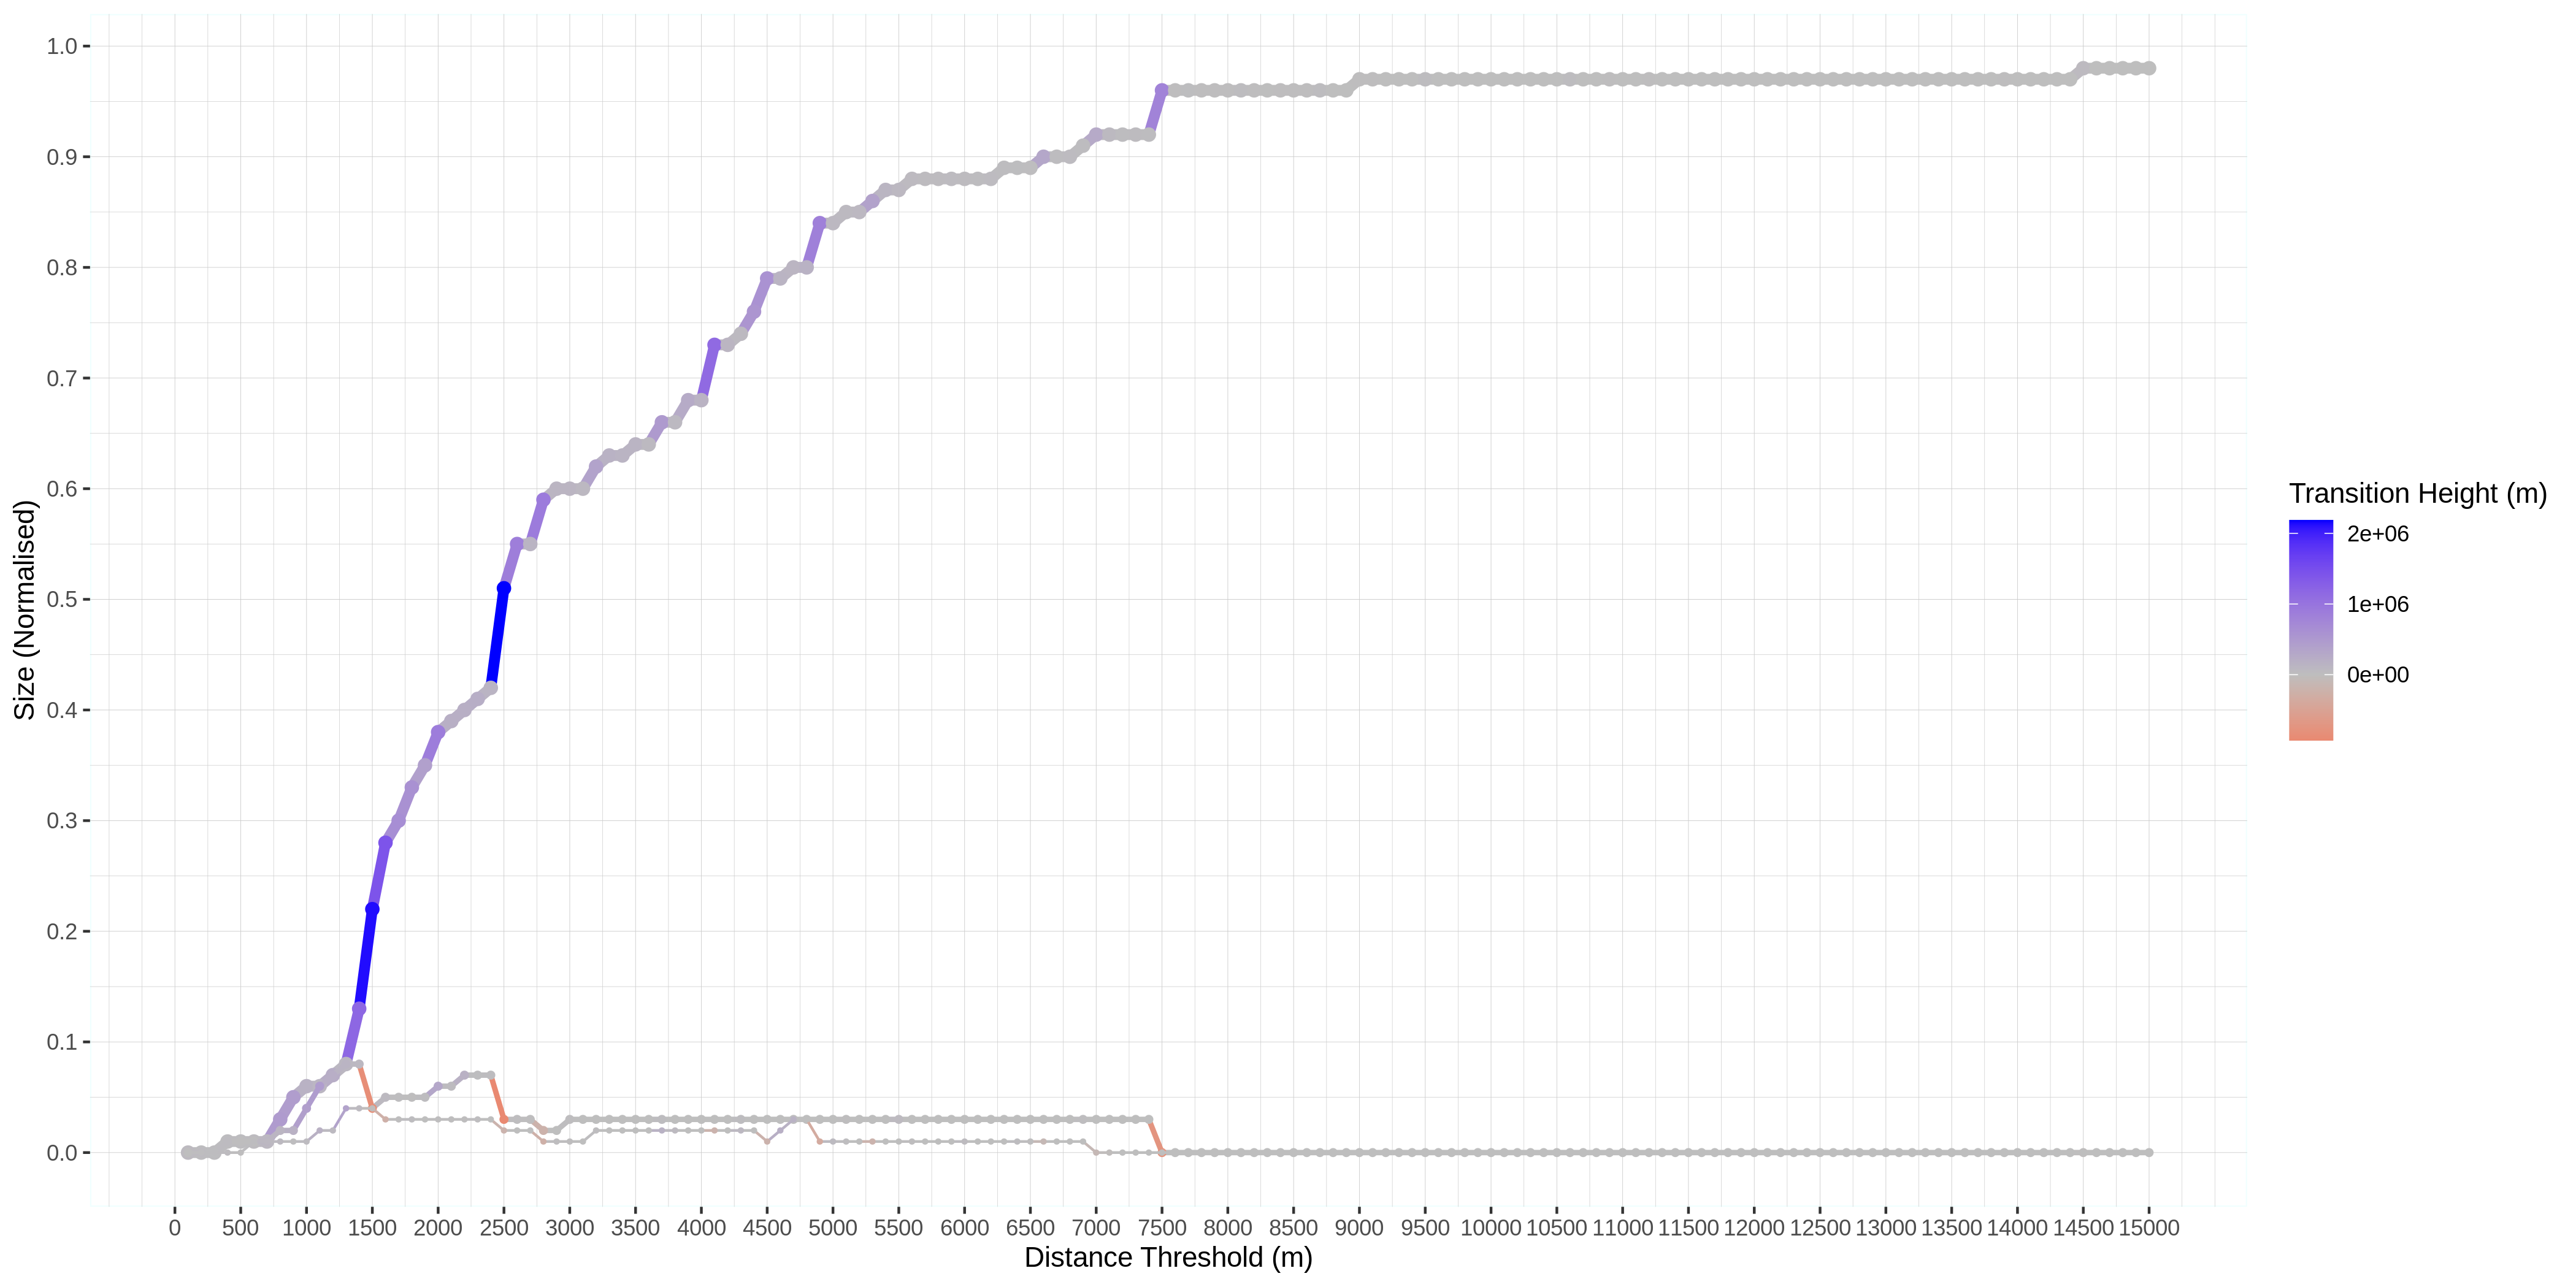 1.0
0.9
0.8
0.7
0.6
0.5
0.4
0.3
0.2
0.1
0.0
Size (Normalised)
0 500 1000 1500 2000 2500 3000 3500 4000 4500 5000 5500 6000 6500 7000 7500 8000 8500 9000 9500 10000 10500 11000 11500 12000 12500 13000 13500 14000 14500 15000
Distance Threshold (m)
Transition Height (m)
2e+06
1e+06
0e+00